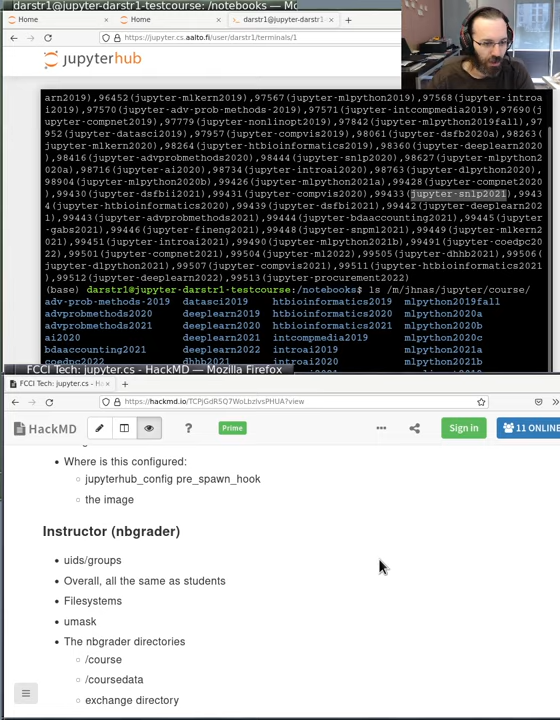 darstr1@darstr1-testcourse: /notebooks — Mo
Home
Home
darstr1@darstr1-testcours
https://jupyter.cs.aalto.fi/user/darstr1/terminals/1
jupyterhub
arn2019),96452(jupyter-mlkern2019),97567(jupyter-mlpython2019),97568(jupyter-intro
ai2019),97570(jupyter-adv-prob-methods-2019),97571(jupyter-intcompmedia2019),97690(j
upyter-compnet2019),97779(jupyter-nonlinopt2019),97842(jupyter-mlpython2019fall),97
952(jupyter-datasci2019),97957(jupyter-compvis2019),98061(jupyter-dsfb2020a),98263(
jupyter-mlkern2020),98264(jupyter-htbioinformatics2019),98360(jupyter-deeplearn2020
),98416(jupyter-advprobmethods2020),98444(jupyter-snlp2020),98627(jupyter-mlpython2
020a),98716(jupyter-ai2020),98734(jupyter-introai2020),98763(jupyter-dlpython2020),
98904(jupyter-mlpython2020b),99426(jupyter-mlpython2021a),99428(jupyter-compnet2020
),99430(jupyter-dsfbii2021),99431(jupyter-compvis2020),99433(jupyter-snlp2021),9943
4(jupyter-htbioinformatics2020),99439(jupyter-dsfbi2021),99442(jupyter-deeplearn202
1),99443(jupyter-advprobmethods2021),99444(jupyter-bdaaccounting2021),99445(jupyter
-gabs2021),99446(jupyter-fineng2021),99448(jupyter-snpml2021),99449(jupyter-mlkern2
021),99451(jupyter-introai2021),99490(jupyter-mlpython2021b),99491(jupyter-coedpc20
22),99501(jupyter-compnet2021),99504(jupyter-ml2022),99505(jupyter-dhhb2021),99506(
jupyter-dlpython2021),99507(jupyter-compvis2021),99511(jupyter-htbioinformatics2021
),99512(jupyter-deeplearn2022),99513(jupyter-procurement2022)
(base) darstr1@darstr1-testcourse:/notebooks$ ls /m/jhnas/jupyter/course/
adv-prob-methods-2019 datasci2019 htbioinformatics2019 mlpython2019fall
advprobmethods2020 deeplearn2019 htbioinformatics2020 mlpython2020a
advprobmethods2021 deeplearn2020 htbioinformatics2021 mlpython2020b
ai2020 deeplearn2021 intcompmedia2019 mlpython2021a
bdaaccounting2021 deeplearn2022 introai2019 mlpython2021b
coedpc2022 dhhb2021 introai2020
FCCI Tech: jupyter.cs - HackMD — Mozilla Firefox
FCCI Tech: jupyter.cs - Ha
https://hackmd.io/TCPjGdR5Q7WoLbzIvsPHUA?view
HackMD
Prime
Sign in
11 ONLINE
Where is this configured:
jupyterhub_config pre_spawn_hook
the image
Instructor (nbgrader)
uids/groups
Overall, all the same as students
Filesystems
umask
The nbgrader directories
/course
/coursedata
exchange directory